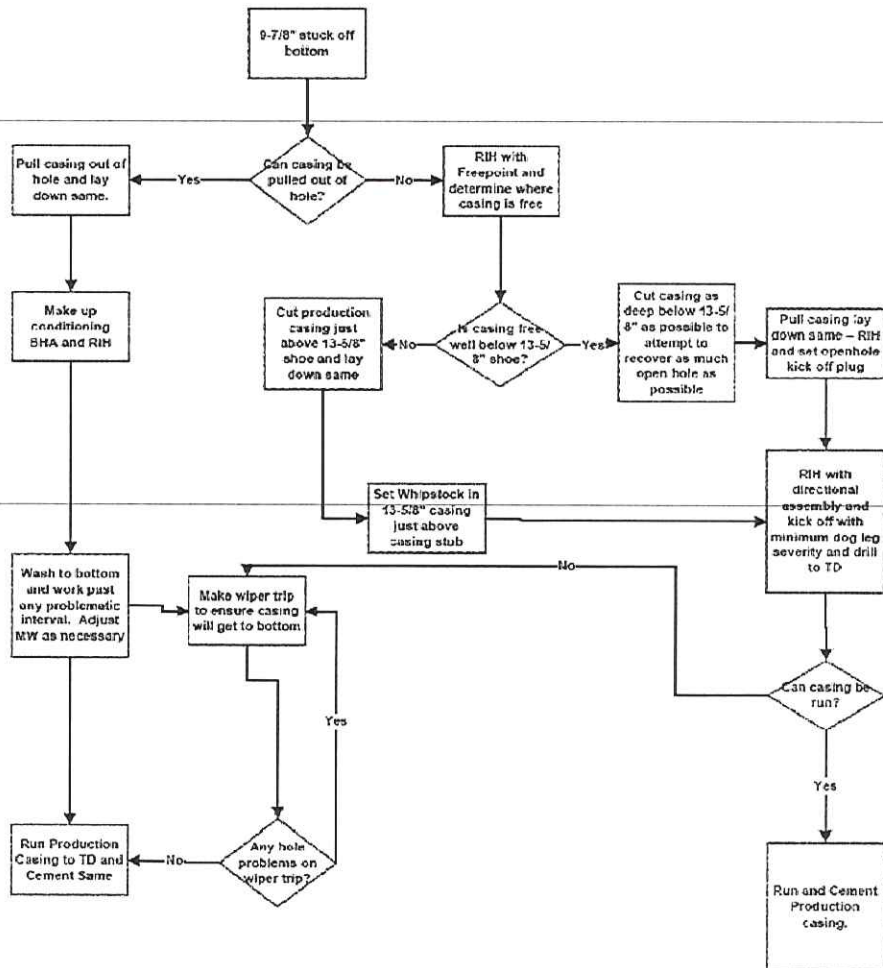 9-7/8" stuck off
bottom
Pull casing out of
hole and lay
down same.
Yes
Can casing be
pulled out of
hole?
No
RIH with
Freepoint and
determine where
casing is free
Make up
conditioning
BHA and RIH
Cut production
casing just
above 13-5/8"
shoe and lay
down same
No
Is casing free
well below 13-5/
8" shoe?
Yes
Cut casing as
deep below 13-5/
8" as possible to
attempt to
recover as much
open hole as
possible
Pull casing lay
down same – RIH
and set openhole
kick off plug
Set Whipstock in
13-5/8" casing
just above
casing stub
RIH with
directional
assembly and
kick off with
minimum dog leg
severity and drill
to TD
No
Wash to bottom
and work past
any problematic
interval. Adjust
MW as necessary
Make wiper trip
to ensure casing
will get to bottom
Can casing be
run?
Yes
Yes
Run Production
Casing to TD and
Cement Same
No
Any hole
problems on
wiper trip?
Run and Cement
Production
casing.